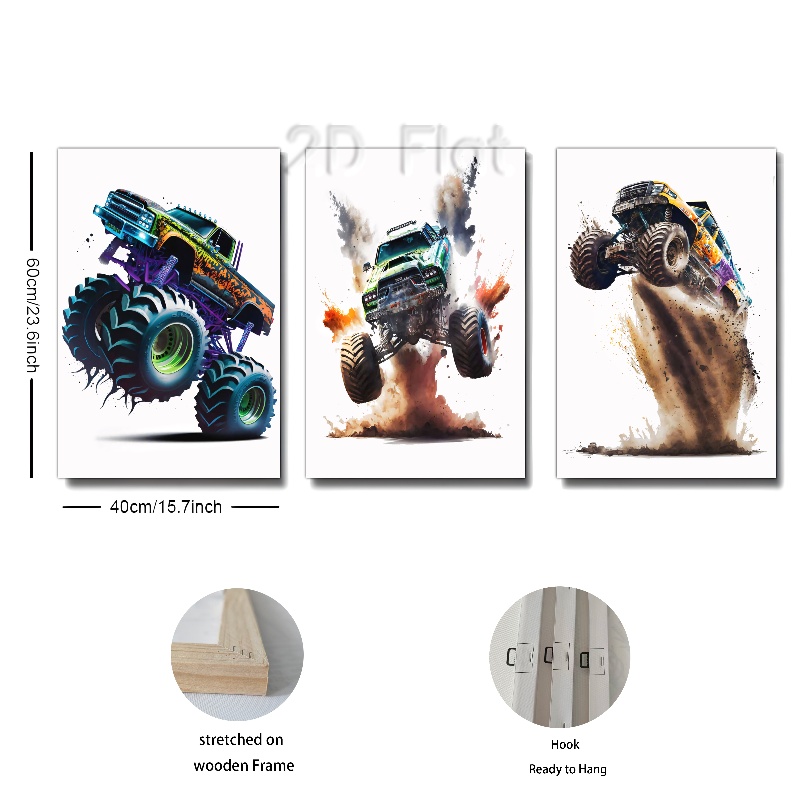 2D Flat
60cm/23.6inch
40cm/15.7inch
stretched on
wooden Frame
Hook
Ready to Hang